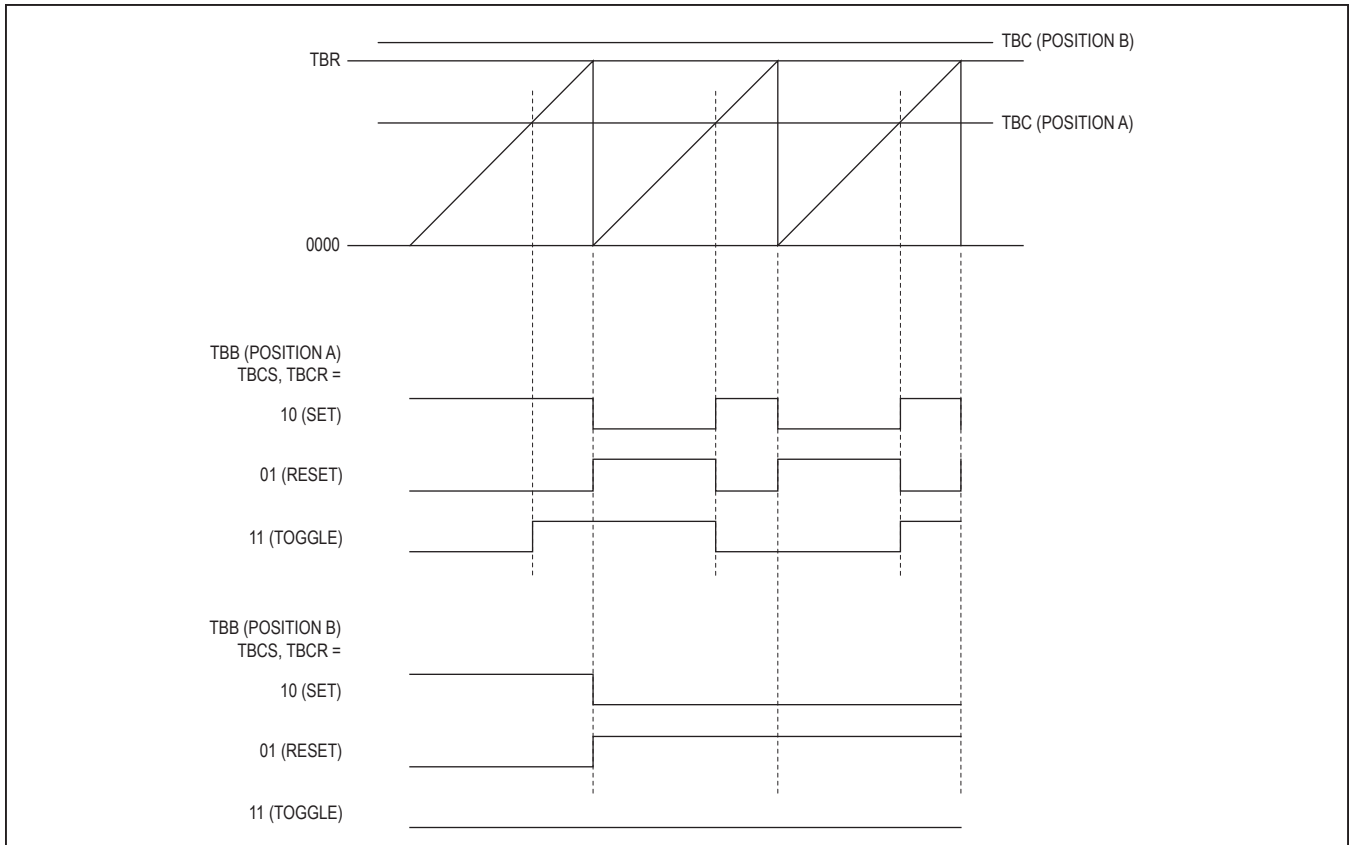 TBC (POSITION B)
TBR
TBC (POSITION A)
0000
TBB (POSITION A)
TBCS, TBCR =
10 (SET)
01 (RESET)
11 (TOGGLE)
TBB (POSITION B)
TBCS, TBCR =
10 (SET)
01 (RESET)
11 (TOGGLE)